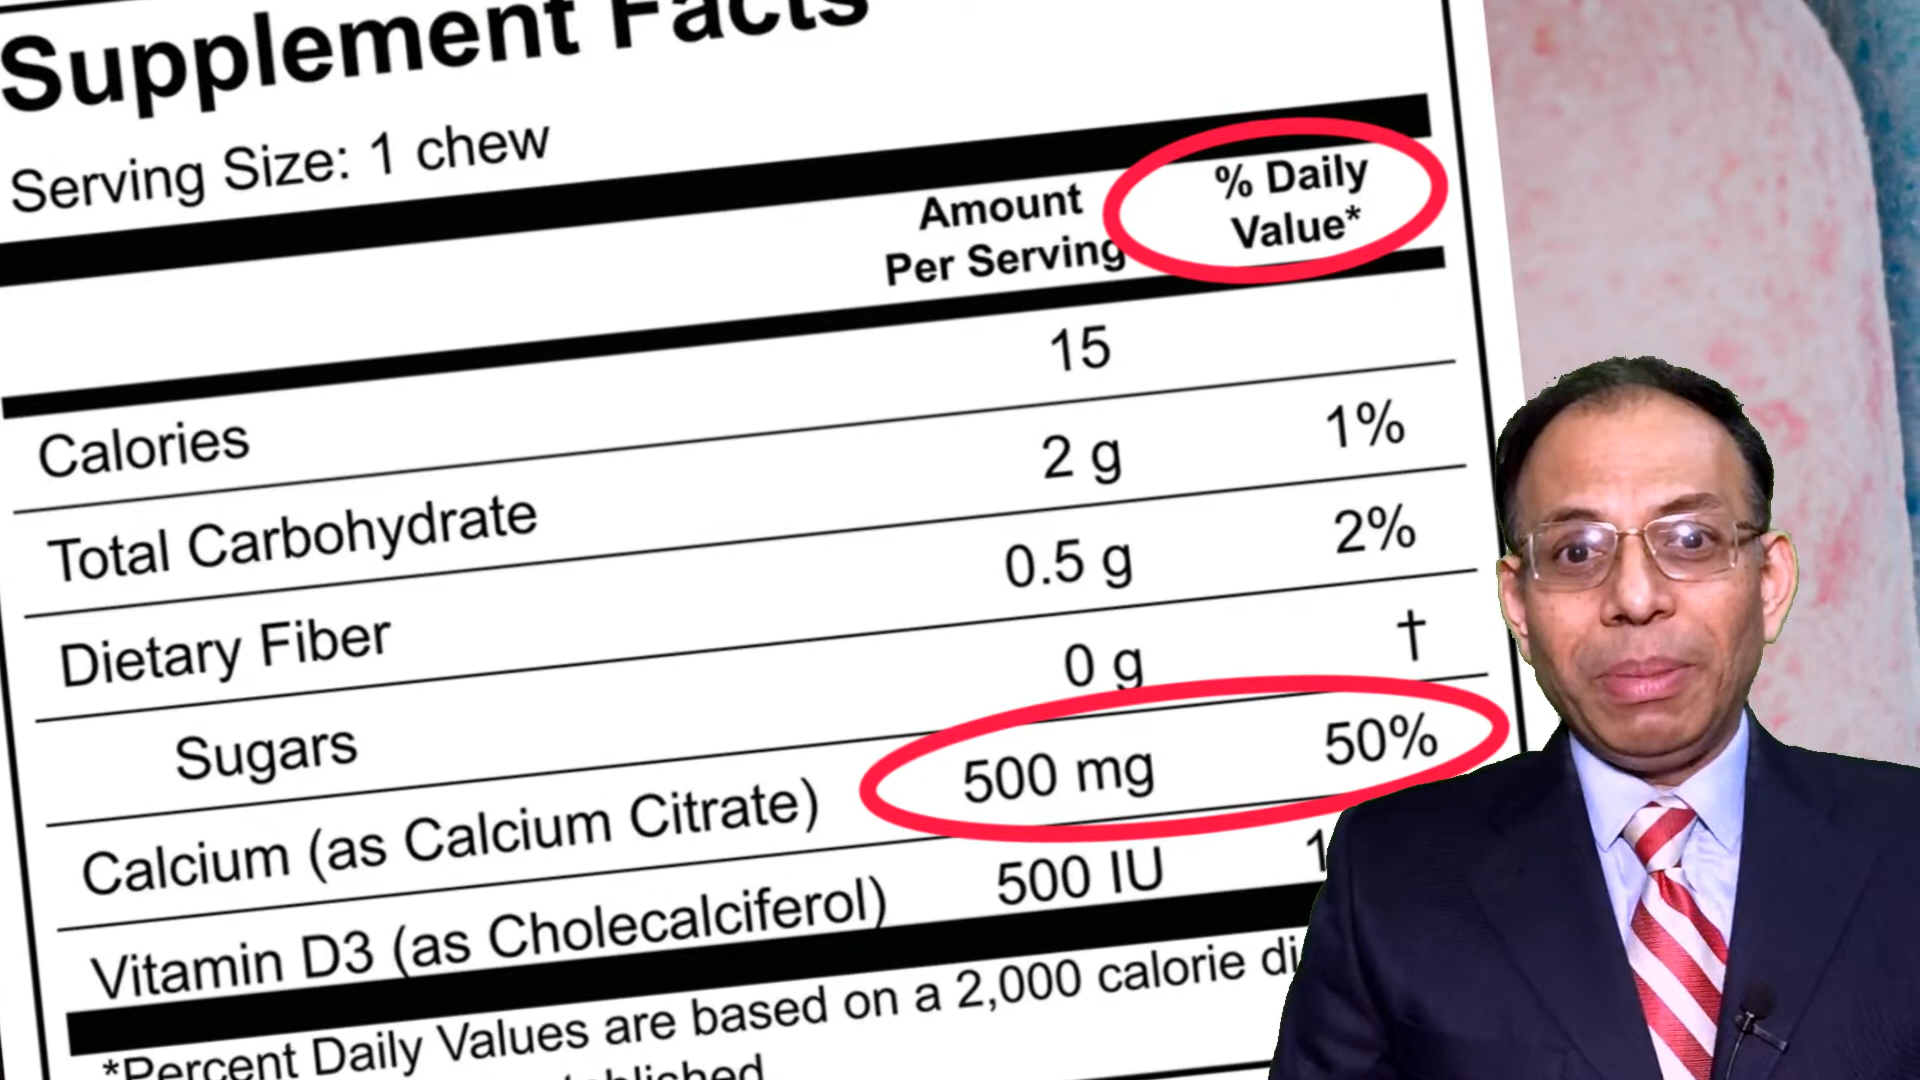 Supplement Facts
Serving Size: 1 chew
Amount Per Serving
% Daily Value*
Calories 15
Total Carbohydrate 2 g 1%
Dietary Fiber 0.5 g 2%
Sugars 0 g †
Calcium (as Calcium Citrate) 500 mg 50%
Vitamin D3 (as Cholecalciferol) 500 IU
*Percent Daily Values are based on a 2,000 calorie